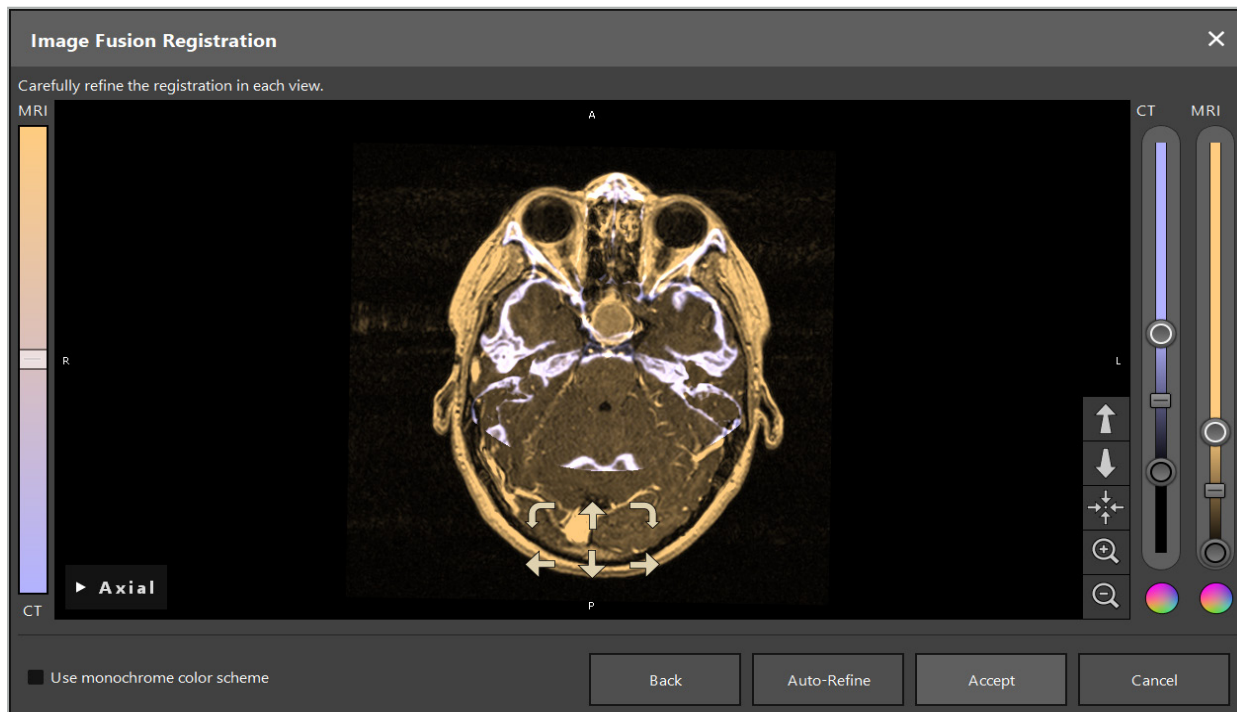 Image Fusion Registration
Carefully refine the registration in each view.
MRI
CT
MRI
A
R
L
Axial
P
CT
Use monochrome color scheme
Back
Auto-Refine
Accept
Cancel